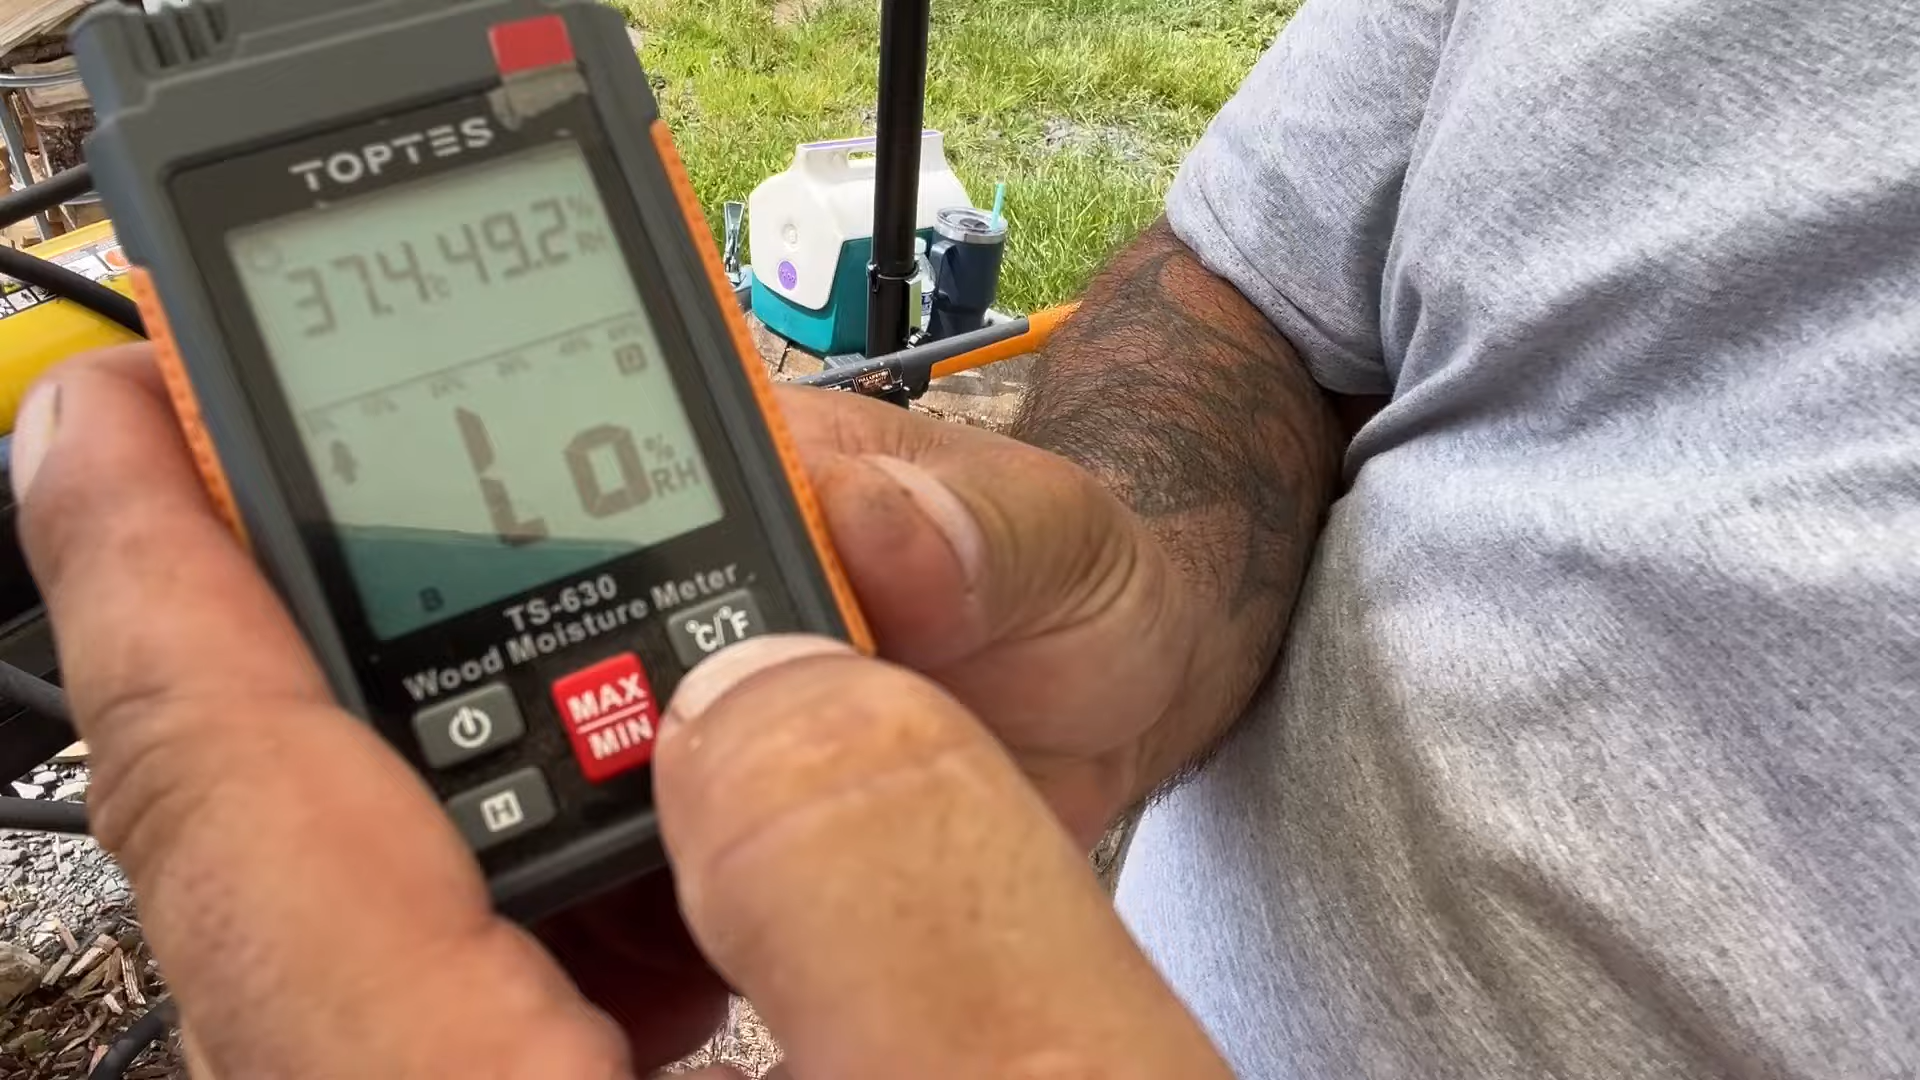 TOPTES
37.4°C 49.2% RH
LO % RH
B
TS-630
Wood Moisture Meter
°C/°F
MAX
MIN
H